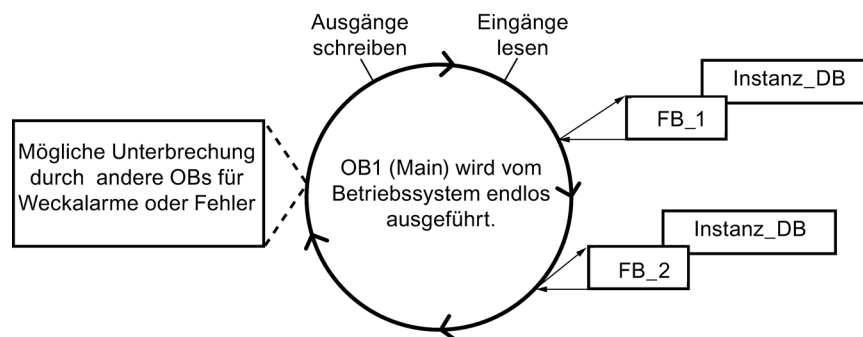 Ausgänge
schreiben
Eingänge
lesen
Instanz_DB
FB_1
Mögliche Unterbrechung
durch andere OBs für
Weckalarme oder Fehler
OB1 (Main) wird vom
Betriebssystem endlos
ausgeführt.
Instanz_DB
FB_2